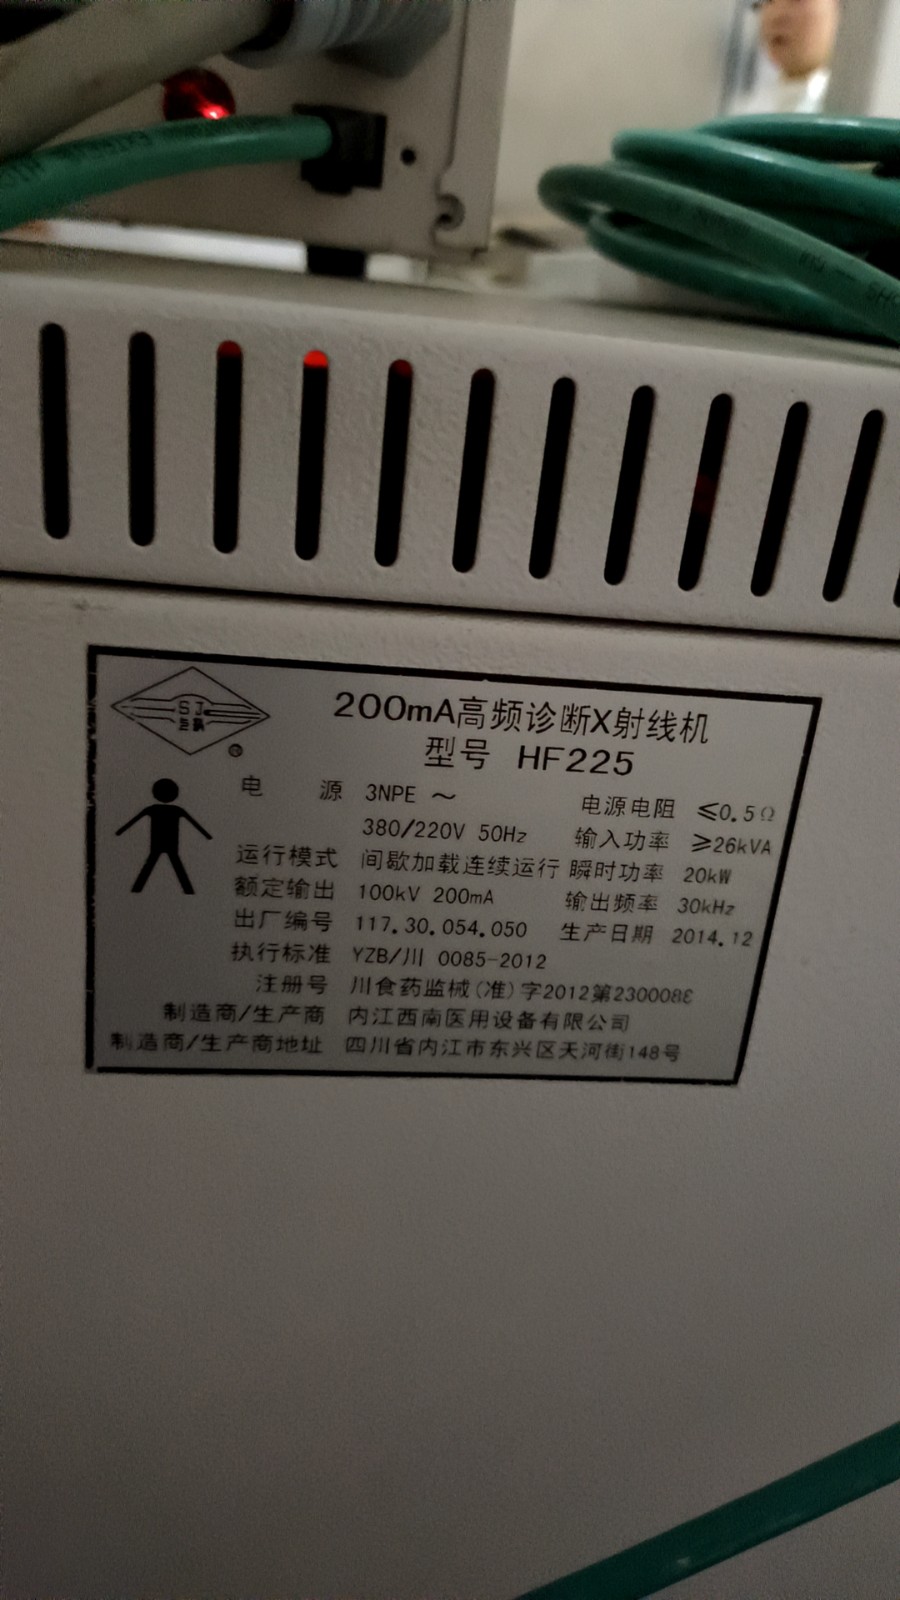 SJ
200mA高频诊断X射线机
型号 HF225
电 源 3NPE ～ 电源电阻 ≤0.5Ω
380/220V 50Hz 输入功率 ≥26kVA
运行模式 间歇加载连续运行 瞬时功率 20kW
额定输出 100kV 200mA 输出频率 30kHz
出厂编号 117.30.054.050 生产日期 2014.12
执行标准 YZB/川 0085-2012
注册号 川食药监械(准)字2012第2300088
制造商/生产商 内江西南医用设备有限公司
制造商/生产商地址 四川省内江市东兴区天河街148号